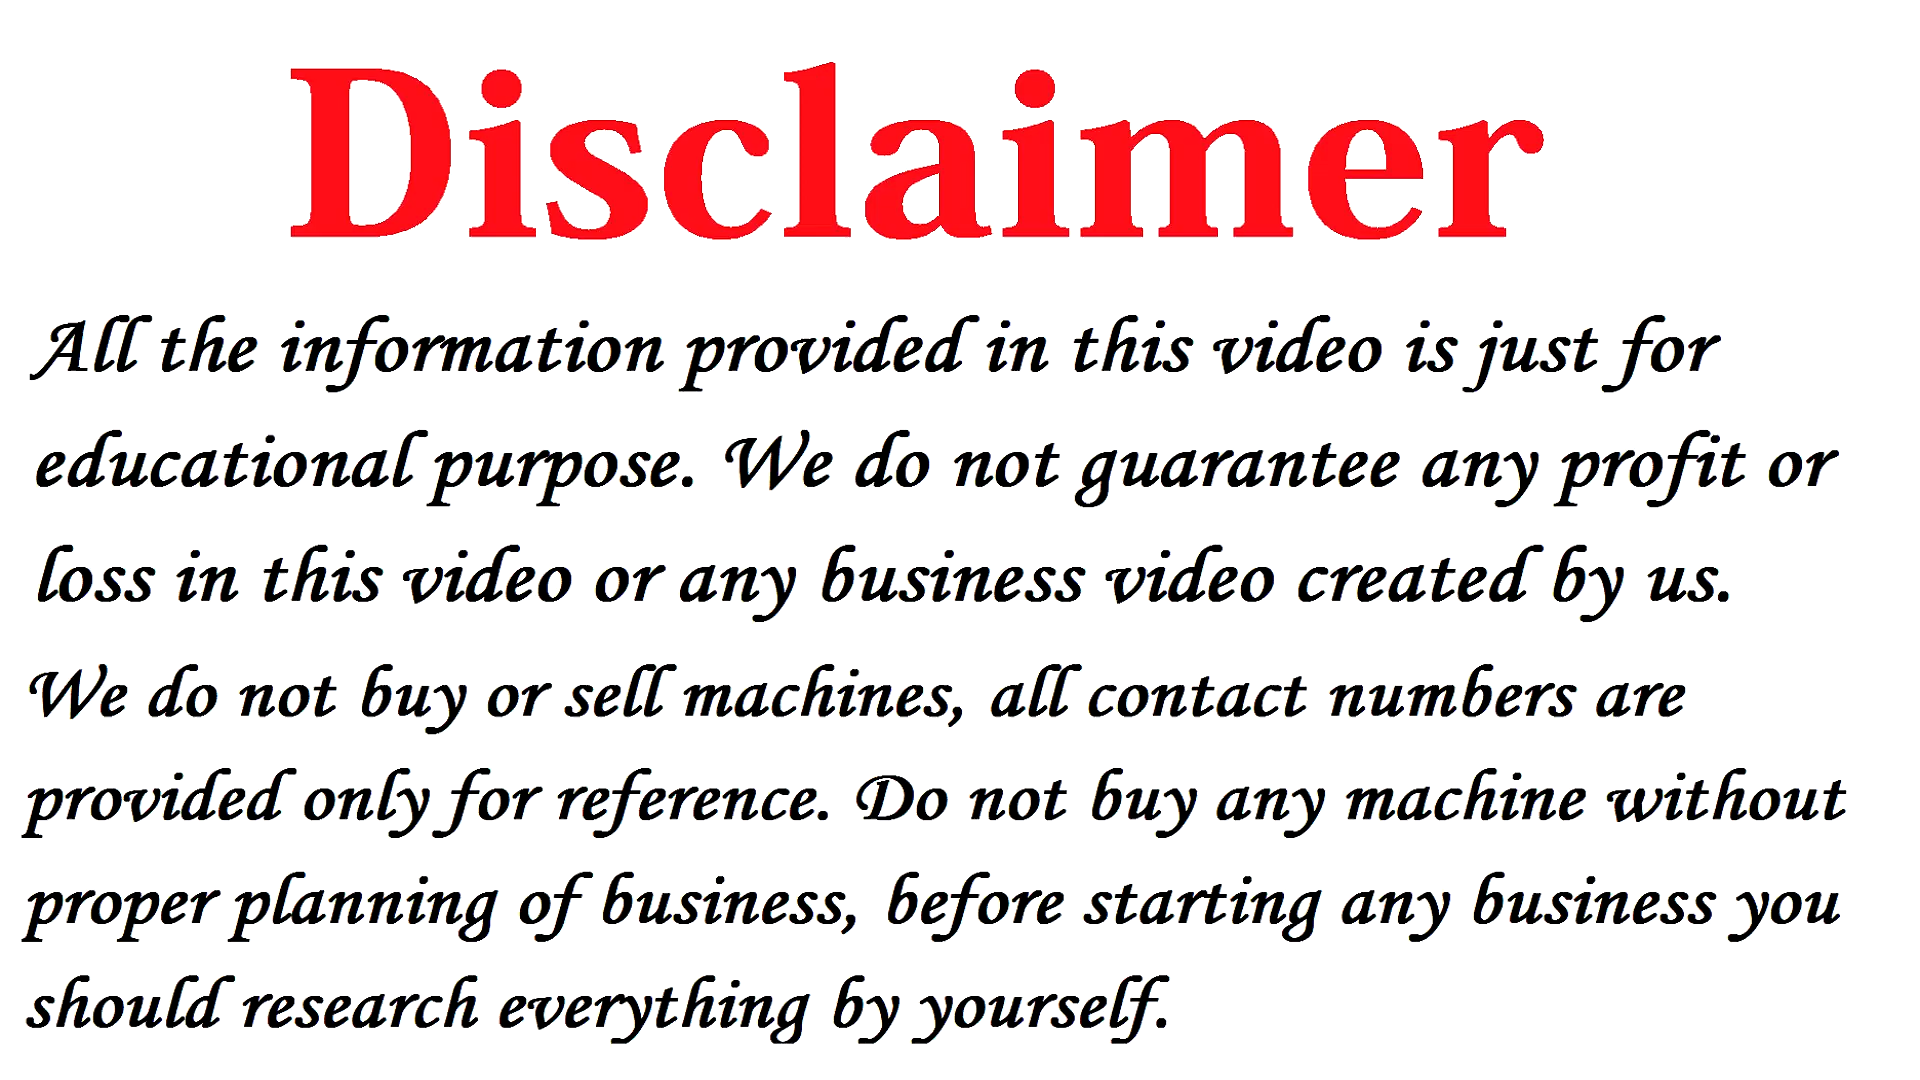 Disclaimer
All the information provided in this video is just for
educational purpose. We do not guarantee any profit or
loss in this video or any business video created by us.
We do not buy or sell machines, all contact numbers are
provided only for reference. Do not buy any machine without
proper planning of business, before starting any business you
should research everything by yourself.